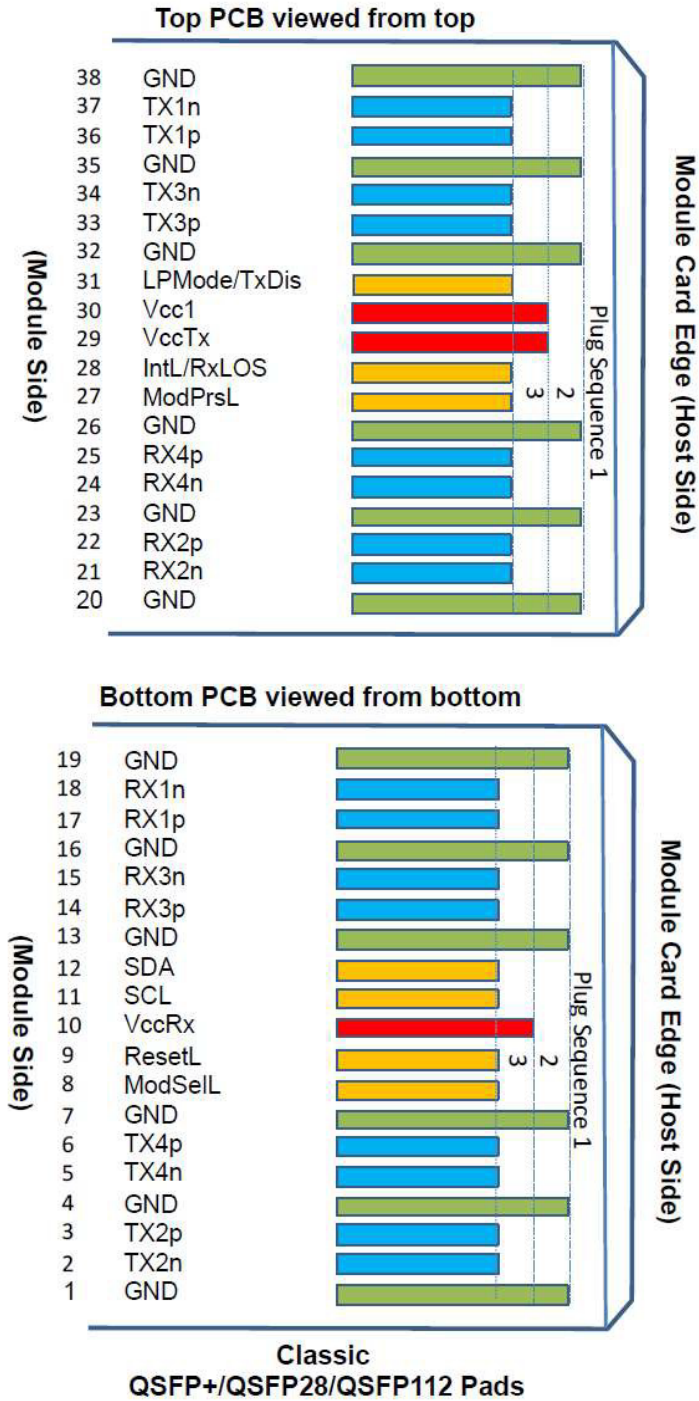 Top PCB viewed from top
38 GND
37 TX1n
36 TX1p
35 GND
34 TX3n
33 TX3p
32 GND
31 LPMode/TxDis
30 Vcc1
29 VccTx
28 IntL/RxLOS
27 ModPrsL
26 GND
25 RX4p
24 RX4n
23 GND
22 RX2p
21 RX2n
20 GND
(Module Side)
3
2
Plug Sequence 1
Module Card Edge (Host Side)
Bottom PCB viewed from bottom
19 GND
18 RX1n
17 RX1p
16 GND
15 RX3n
14 RX3p
13 GND
12 SDA
11 SCL
10 VccRx
9 ResetL
8 ModSelL
7 GND
6 TX4p
5 TX4n
4 GND
3 TX2p
2 TX2n
1 GND
(Module Side)
3
2
Plug Sequence 1
Module Card Edge (Host Side)
Classic
QSFP+/QSFP28/QSFP112 Pads